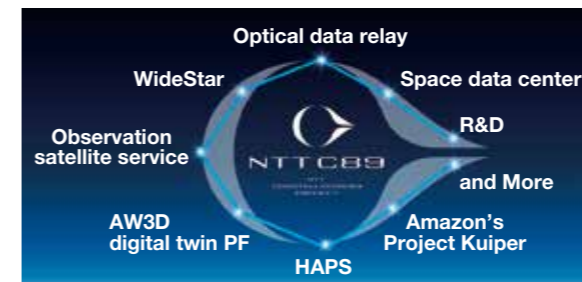 Optical data relay
WideStar
Space data center
R&D
Observation
satellite service
NTTC89
and More
AW3D
digital twin PF
Amazon's
Project Kuiper
HAPS